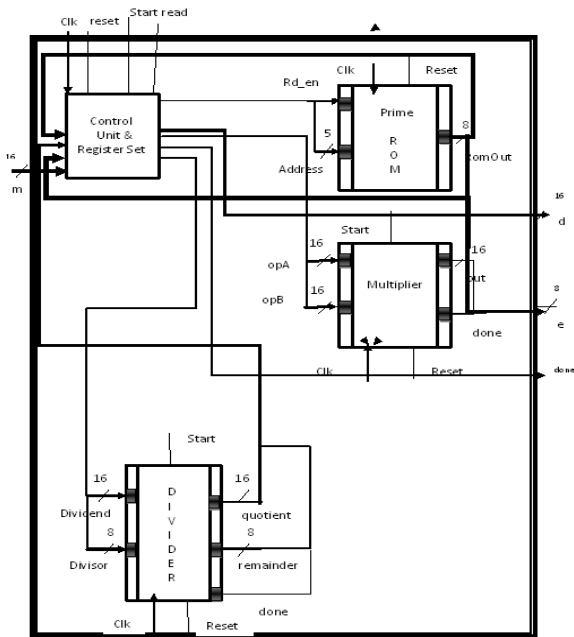 Clk reset Start read
Rd_en Clk Reset
Control
Unit &
Register Set
Prime
R
O
M
8
5
Address
RomOut
16
m
16
d
Start
16
opA
16
opB
Multiplier
16
out
8
e
done
Clk Reset
done
Start
16
Dividend
8
Divisor
D
I
V
I
D
E
R
16
quotient
8
remainder
done
Clk Reset